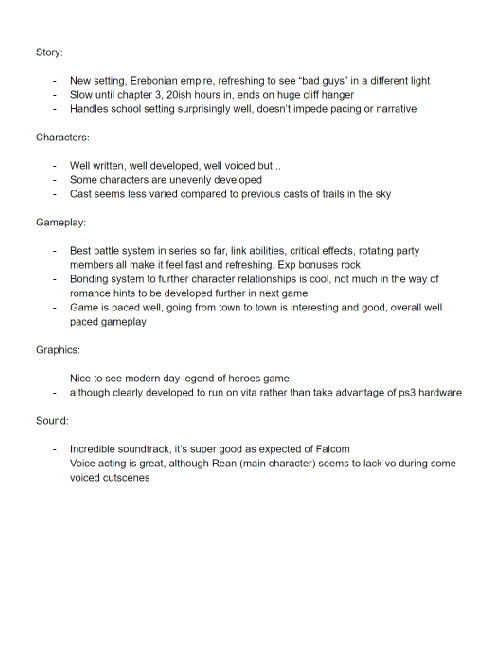 Story:
- New setting, Erebonian empire, refreshing to see "bad guys" in a different light
- Slow until chapter 3, 20ish hours in, ends on huge cliff hanger
- Handles school setting surprisingly well, doesn't impede pacing or narrative
Characters:
- Well written, well developed, well voiced but...
- Some characters are unevenly developed
- Cast seems less varied compared to previous casts of trails in the sky
Gameplay:
- Best battle system in series so far, link abilities, critical effects, rotating party
members all make it feel fast and refreshing. Exp bonuses rock
- Bonding system to further character relationships is cool, not much in the way of
romance hints to be developed further in next game
- Game is paced well, going from town to town is interesting and good, overall well
paced gameplay
Graphics:
Nice to see modern day legend of heroes game
- although clearly developed to run on vita rather than take advantage of ps3 hardware
Sound:
- Incredible soundtrack, it's super good as expected of Falcom
Voice acting is great, although Rean (main character) seems to lack vo during some
voiced cutscenes